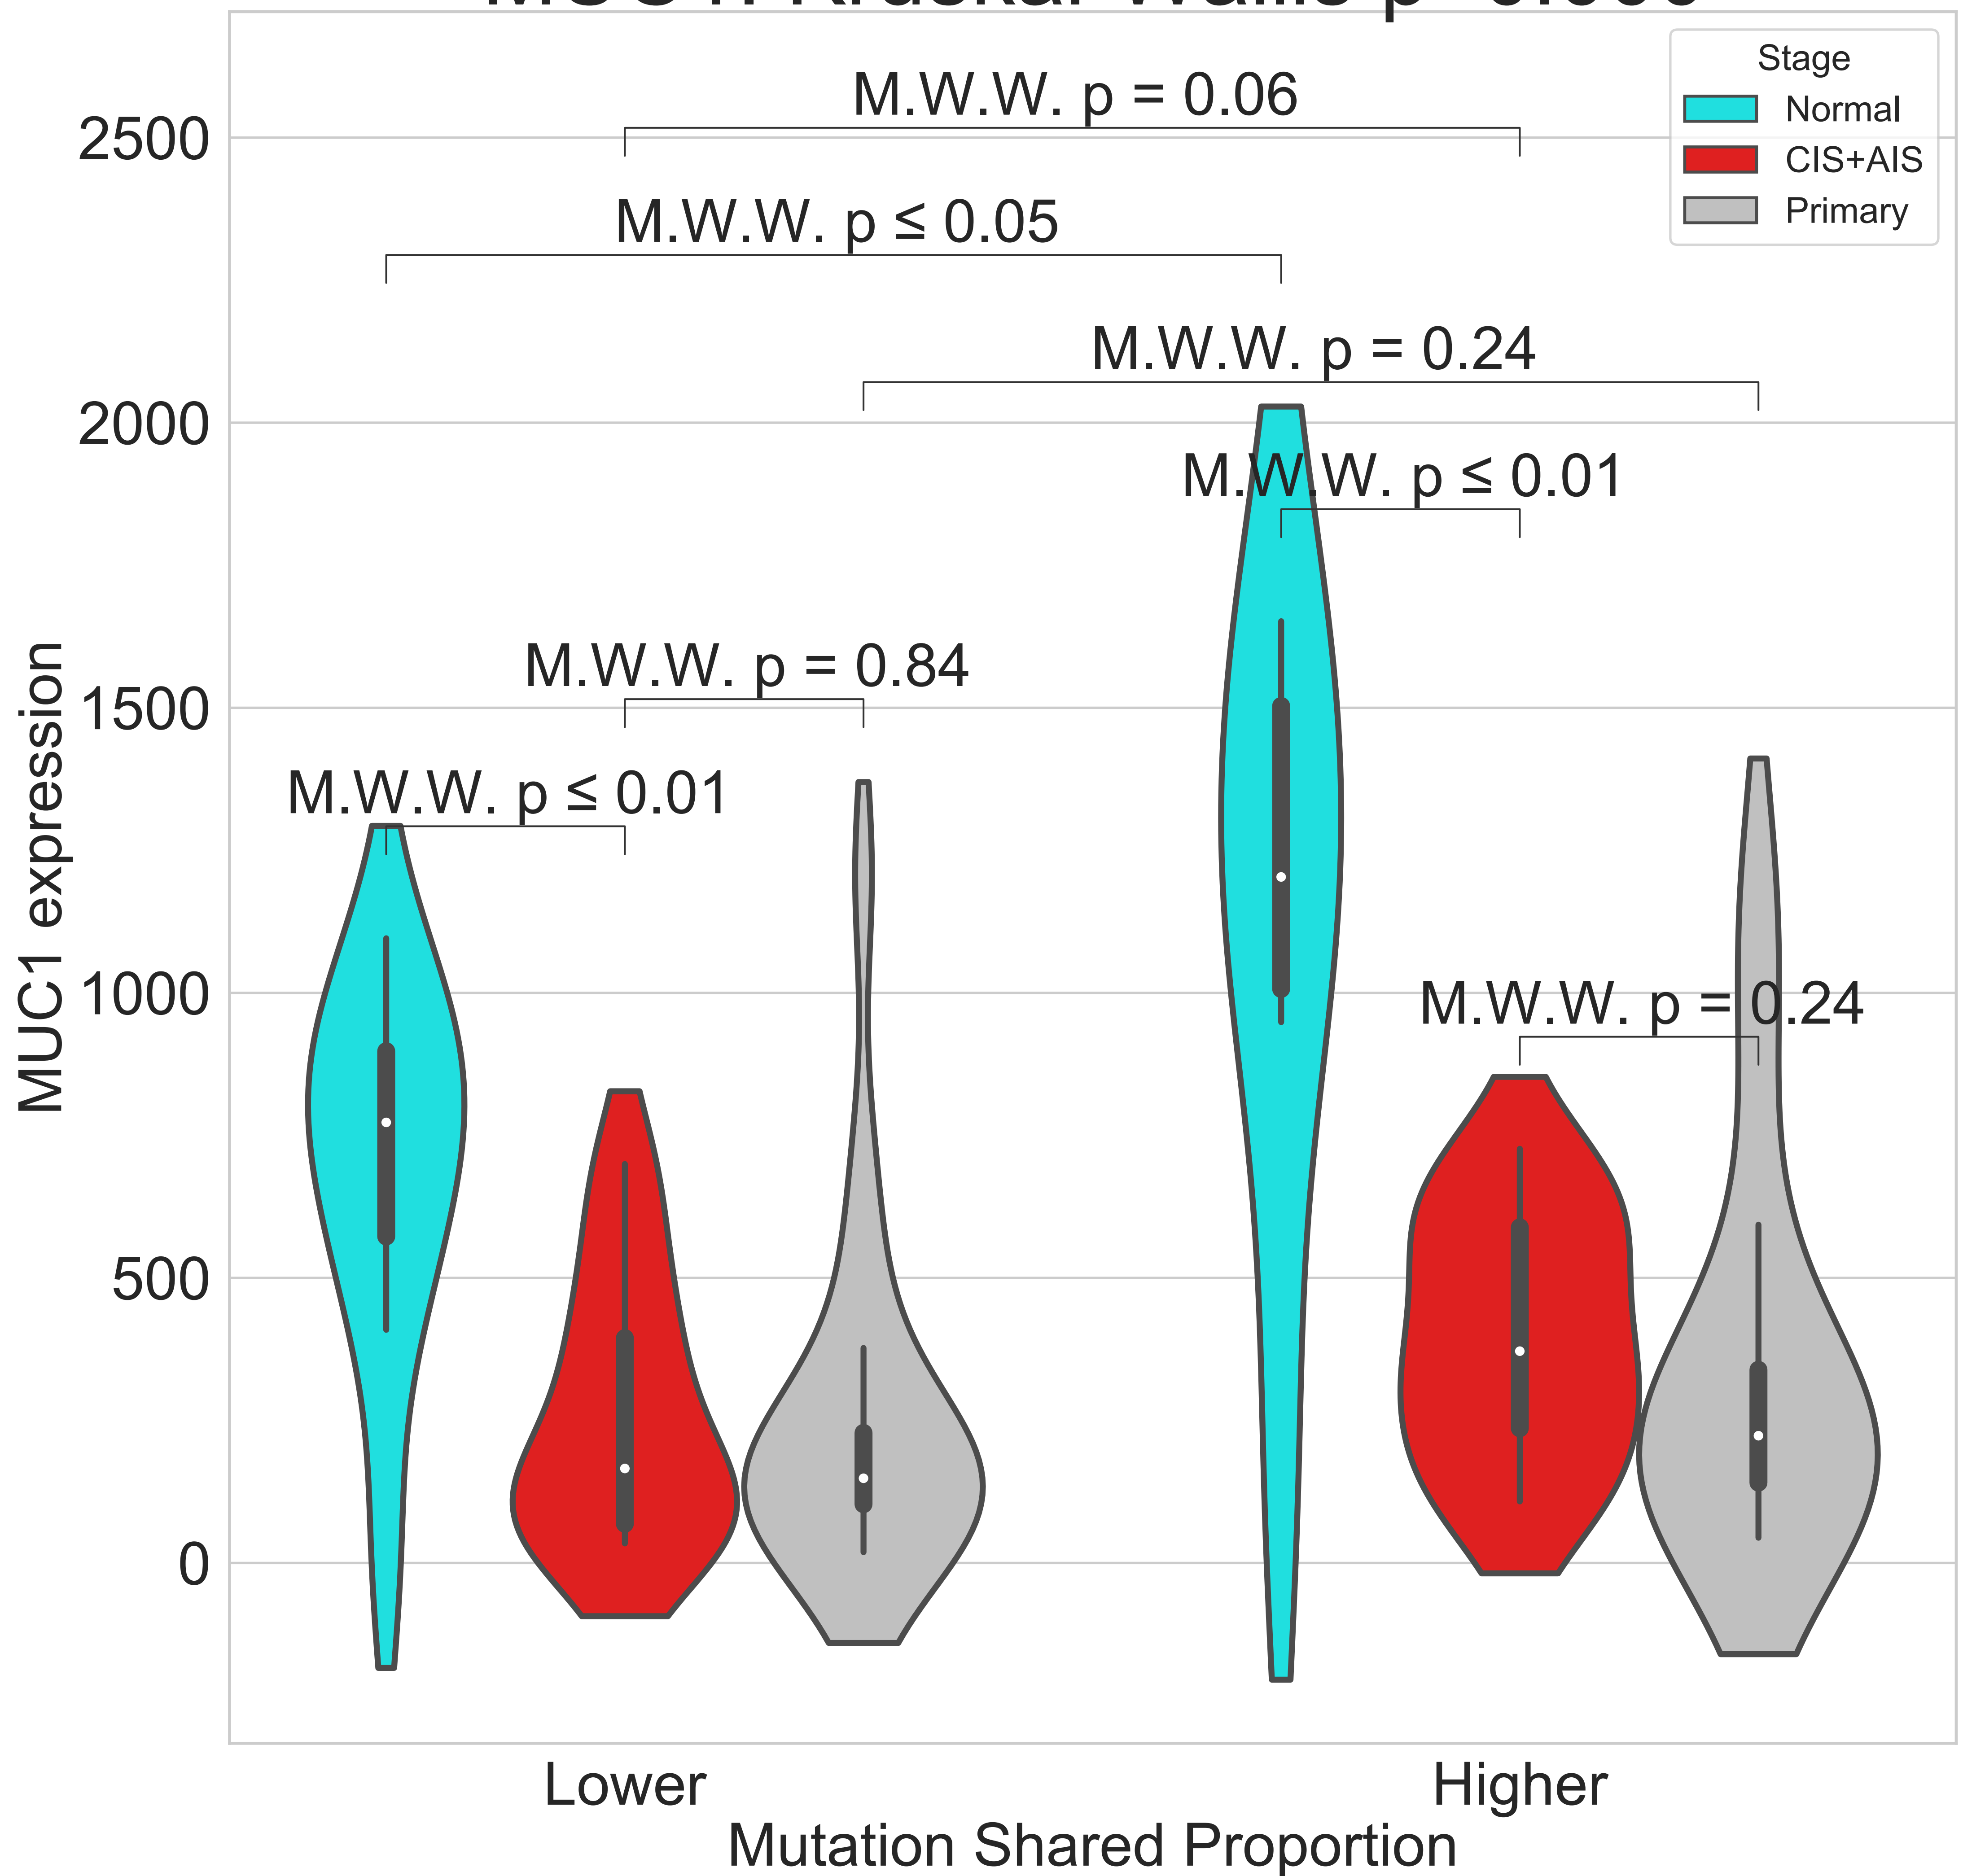 Stage
Normal
CIS+AIS
Primary
M.W.W. p = 0.06
M.W.W. p ≤ 0.05
M.W.W. p = 0.24
M.W.W. p ≤ 0.01
M.W.W. p = 0.84
M.W.W. p ≤ 0.01
M.W.W. p = 0.24
2500
2000
1500
1000
500
0
MUC1 expression
Lower
Higher
Mutation Shared Proportion